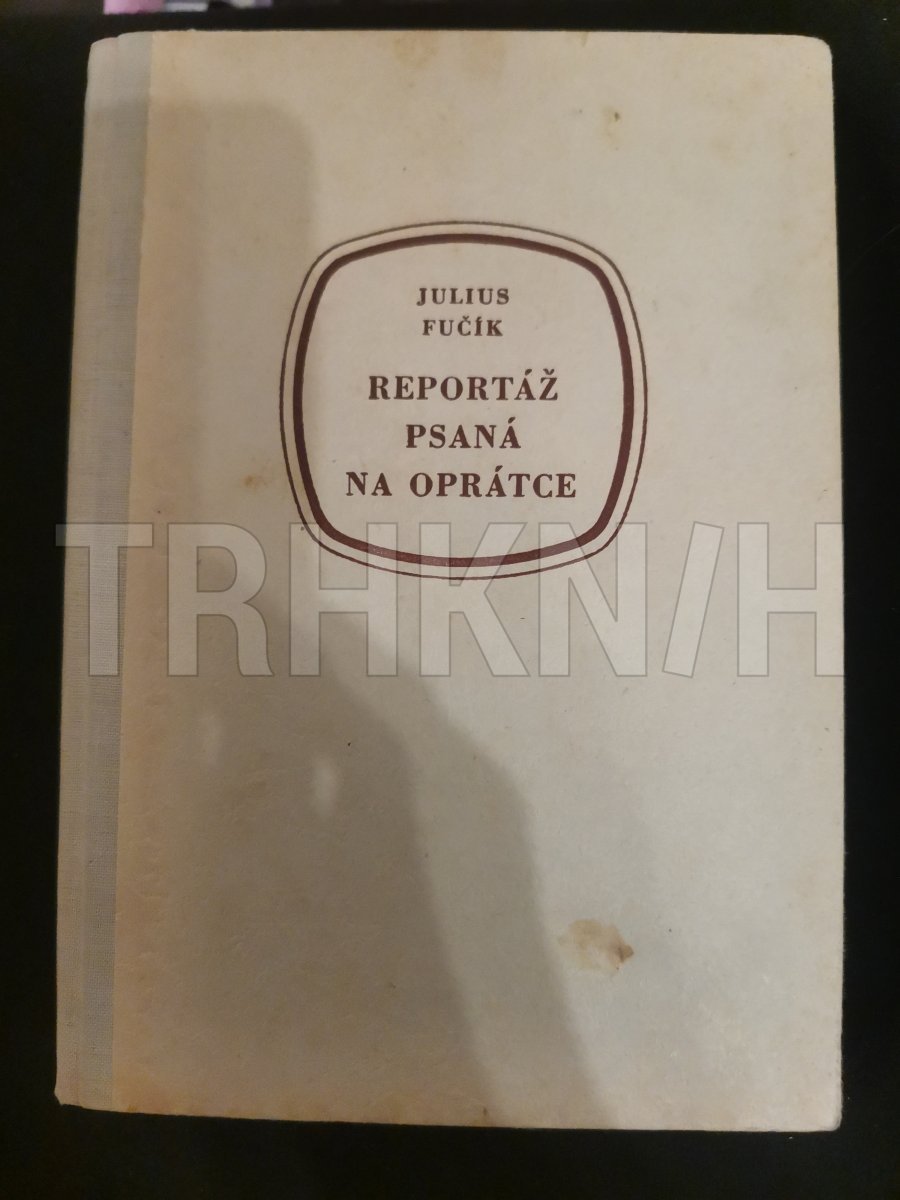 JULIUS
FUČÍK
REPORTÁŽ
PSANÁ
NA OPRÁTCE
TRHKNIH